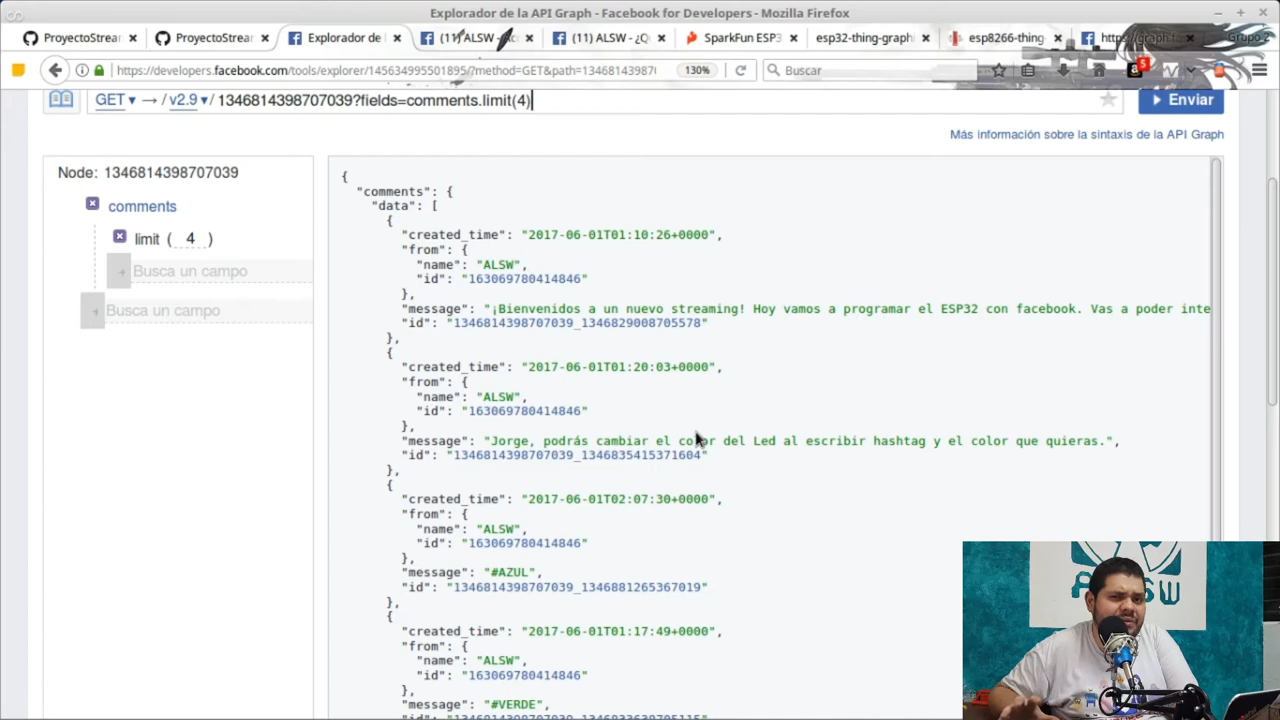 Explorador de la API Graph - Facebook for Developers - Mozilla Firefox
ProyectoStrea
ProyectoStrea
Explorador de l
(11) ALSW -
(11) ALSW - ¿Q
SparkFun ESP3
esp32-thing-graph
esp8266-thing-
Grupo 2
https://developers.facebook.com/tools/explorer/145634995501895/?method=GET&path=134681439870
130%
Buscar
5
GET → / v2.9 / 1346814398707039?fields=comments.limit(4)
Enviar
Más información sobre la sintaxis de la API Graph
Node: 1346814398707039
comments
limit ( 4 )
Busca un campo
Busca un campo
{
"comments": {
"data": [
{
"created_time": "2017-06-01T01:10:26+0000",
"from": {
"name": "ALSW",
"id": "163069780414846"
},
"message": "¡Bienvenidos a un nuevo streaming! Hoy vamos a programar el ESP32 con facebook. Vas a poder inte
"id": "1346814398707039_1346829008705578"
},
{
"created_time": "2017-06-01T01:20:03+0000",
"from": {
"name": "ALSW",
"id": "163069780414846"
},
"message": "Jorge, podrás cambiar el color del Led al escribir hashtag y el color que quieras.",
"id": "1346814398707039_1346835415371604"
},
{
"created_time": "2017-06-01T02:07:30+0000",
"from": {
"name": "ALSW",
"id": "163069780414846"
},
"message": "#AZUL",
"id": "1346814398707039_1346881265367019"
},
{
"created_time": "2017-06-01T01:17:49+0000",
"from": {
"name": "ALSW",
"id": "163069780414846"
},
"message": "#VERDE",